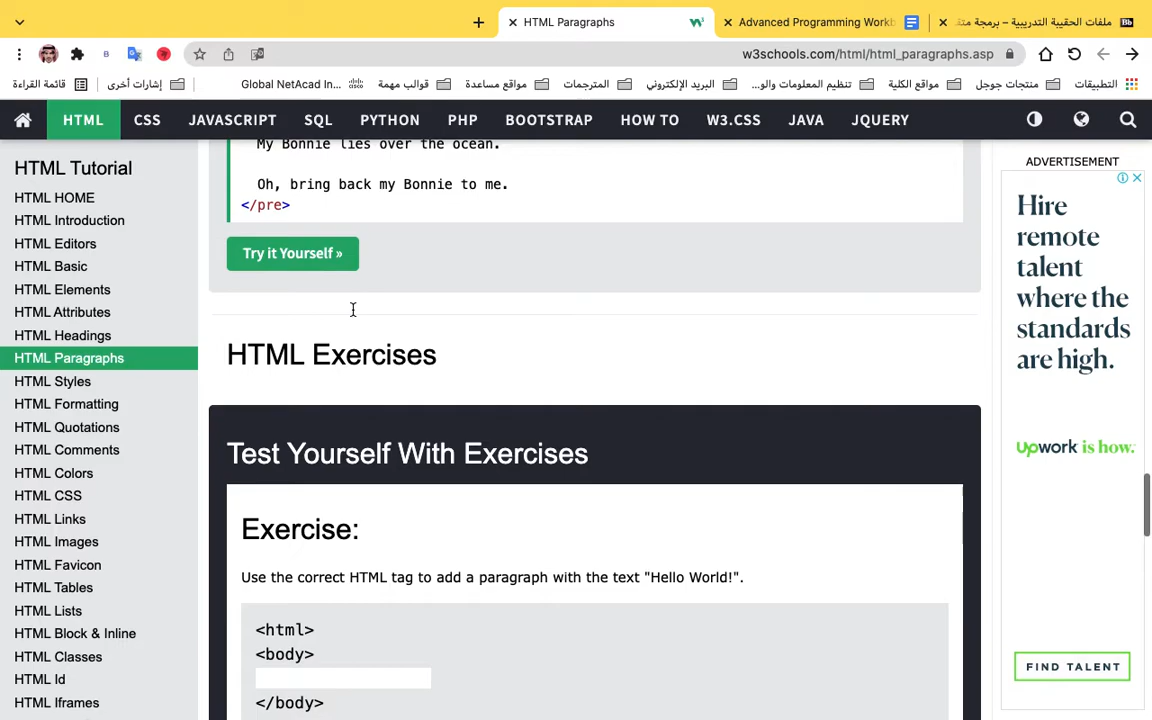 HTML Paragraphs
Advanced Programming Workb
ملفات الحقيبة التدريبية – برمجة متقـ
Bb
w3schools.com/html/html_paragraphs.asp
التطبيقات
منتجات جوجل
مواقع الكلية
تنظيم المعلومات والو...
البريد الإلكتروني
المترجمات
مواقع مساعدة
قوالب مهمة
Global NetAcad In...
إشارات أخرى
قائمة القراءة
HTML
CSS
JAVASCRIPT
SQL
PYTHON
PHP
BOOTSTRAP
HOW TO
W3.CSS
JAVA
JQUERY
HTML Tutorial
HTML HOME
HTML Introduction
HTML Editors
HTML Basic
HTML Elements
HTML Attributes
HTML Headings
HTML Paragraphs
HTML Styles
HTML Formatting
HTML Quotations
HTML Comments
HTML Colors
HTML CSS
HTML Links
HTML Images
HTML Favicon
HTML Tables
HTML Lists
HTML Block & Inline
HTML Classes
HTML Id
HTML Iframes
My Bonnie lies over the ocean.
Oh, bring back my Bonnie to me.
</pre>
Try it Yourself »
HTML Exercises
Test Yourself With Exercises
Exercise:
Use the correct HTML tag to add a paragraph with the text "Hello World!".
<html>
<body>
</body>
ADVERTISEMENT
Hire
remote
talent
where the
standards
are high.
Upwork is how.
FIND TALENT